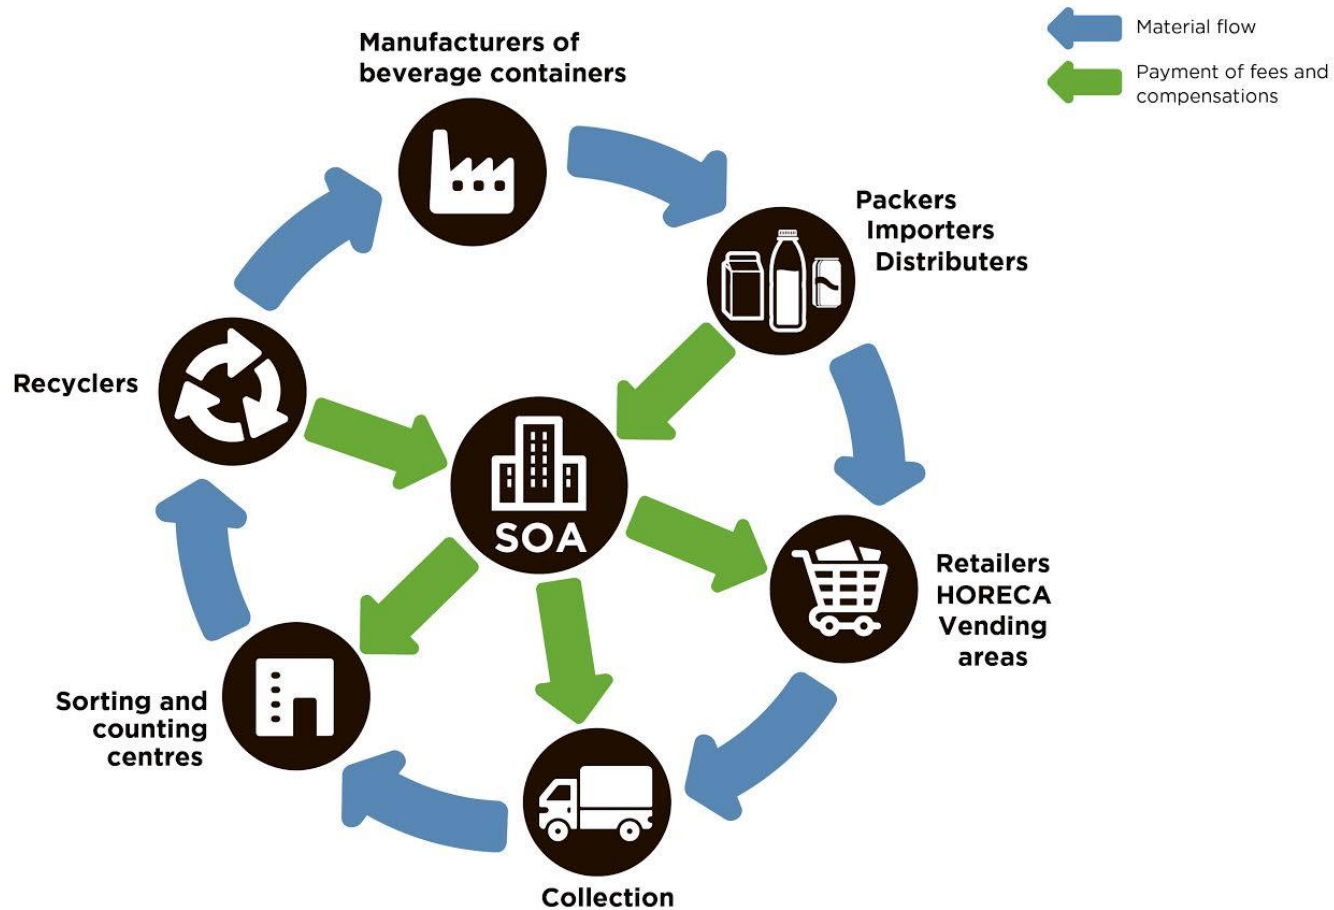 Manufacturers of
beverage containers
Material flow
Payment of fees and
compensations
Packers
Importers
Distributers
Recyclers
SOA
Retailers
HORECA
Vending
areas
Sorting and
counting
centres
Collection